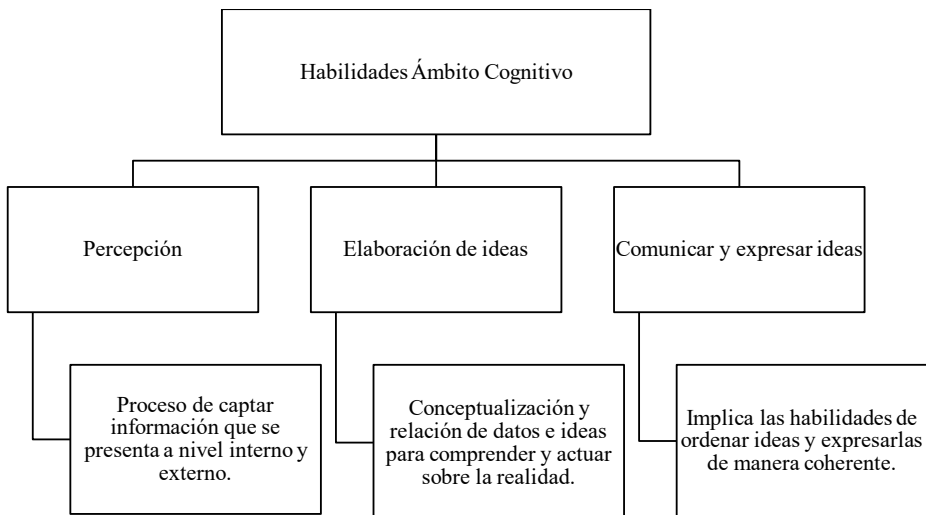 Habilidades Ámbito Cognitivo
Percepción
Elaboración de ideas
Comunicar y expresar ideas
Proceso de captar
información que se
presenta a nivel interno y
externo.
Conceptualización y
relación de datos e ideas
para comprender y actuar
sobre la realidad.
Implica las habilidades de
ordenar ideas y expresarlas
de manera coherente.